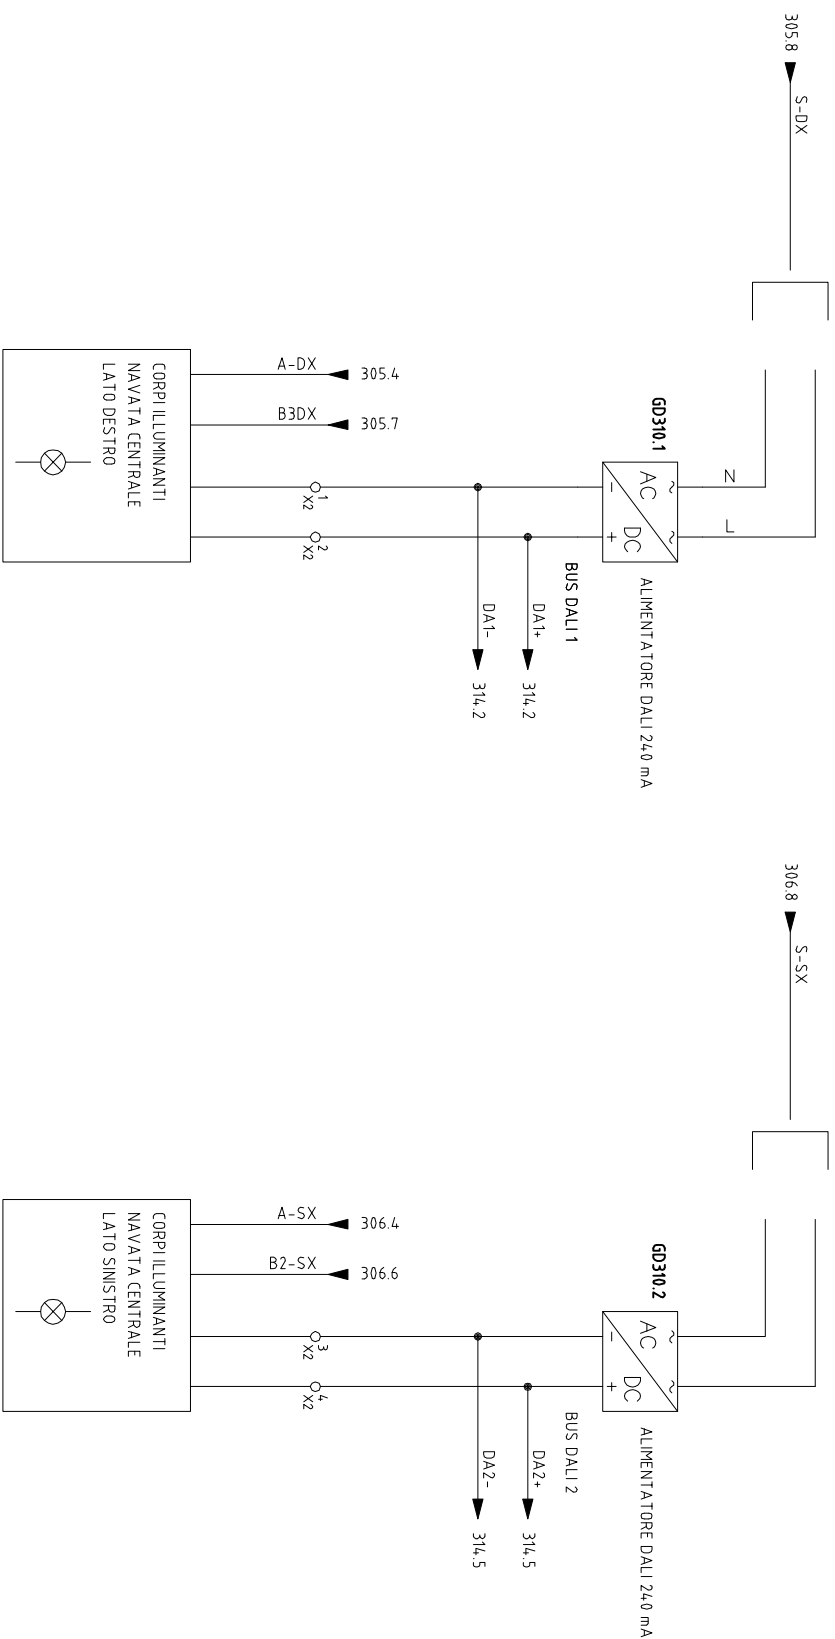 305.8
S-DX
GD310.1
N
L
AC
DC
~
~
-
+
ALIMENTATORE DALI 240 mA
BUS DALI 1
DA1+
314.2
DA1-
314.2
A-DX
305.4
B3DX
305.7
1
X2
2
X2
CORPI ILLUMINANTI
NAVATA CENTRALE
LATO DESTRO
306.8
S-SX
GD310.2
AC
DC
~
~
-
+
ALIMENTATORE DALI 240 mA
BUS DALI 2
DA2+
314.5
DA2-
314.5
A-SX
306.4
B2-SX
306.6
3
X2
4
X2
CORPI ILLUMINANTI
NAVATA CENTRALE
LATO SINISTRO